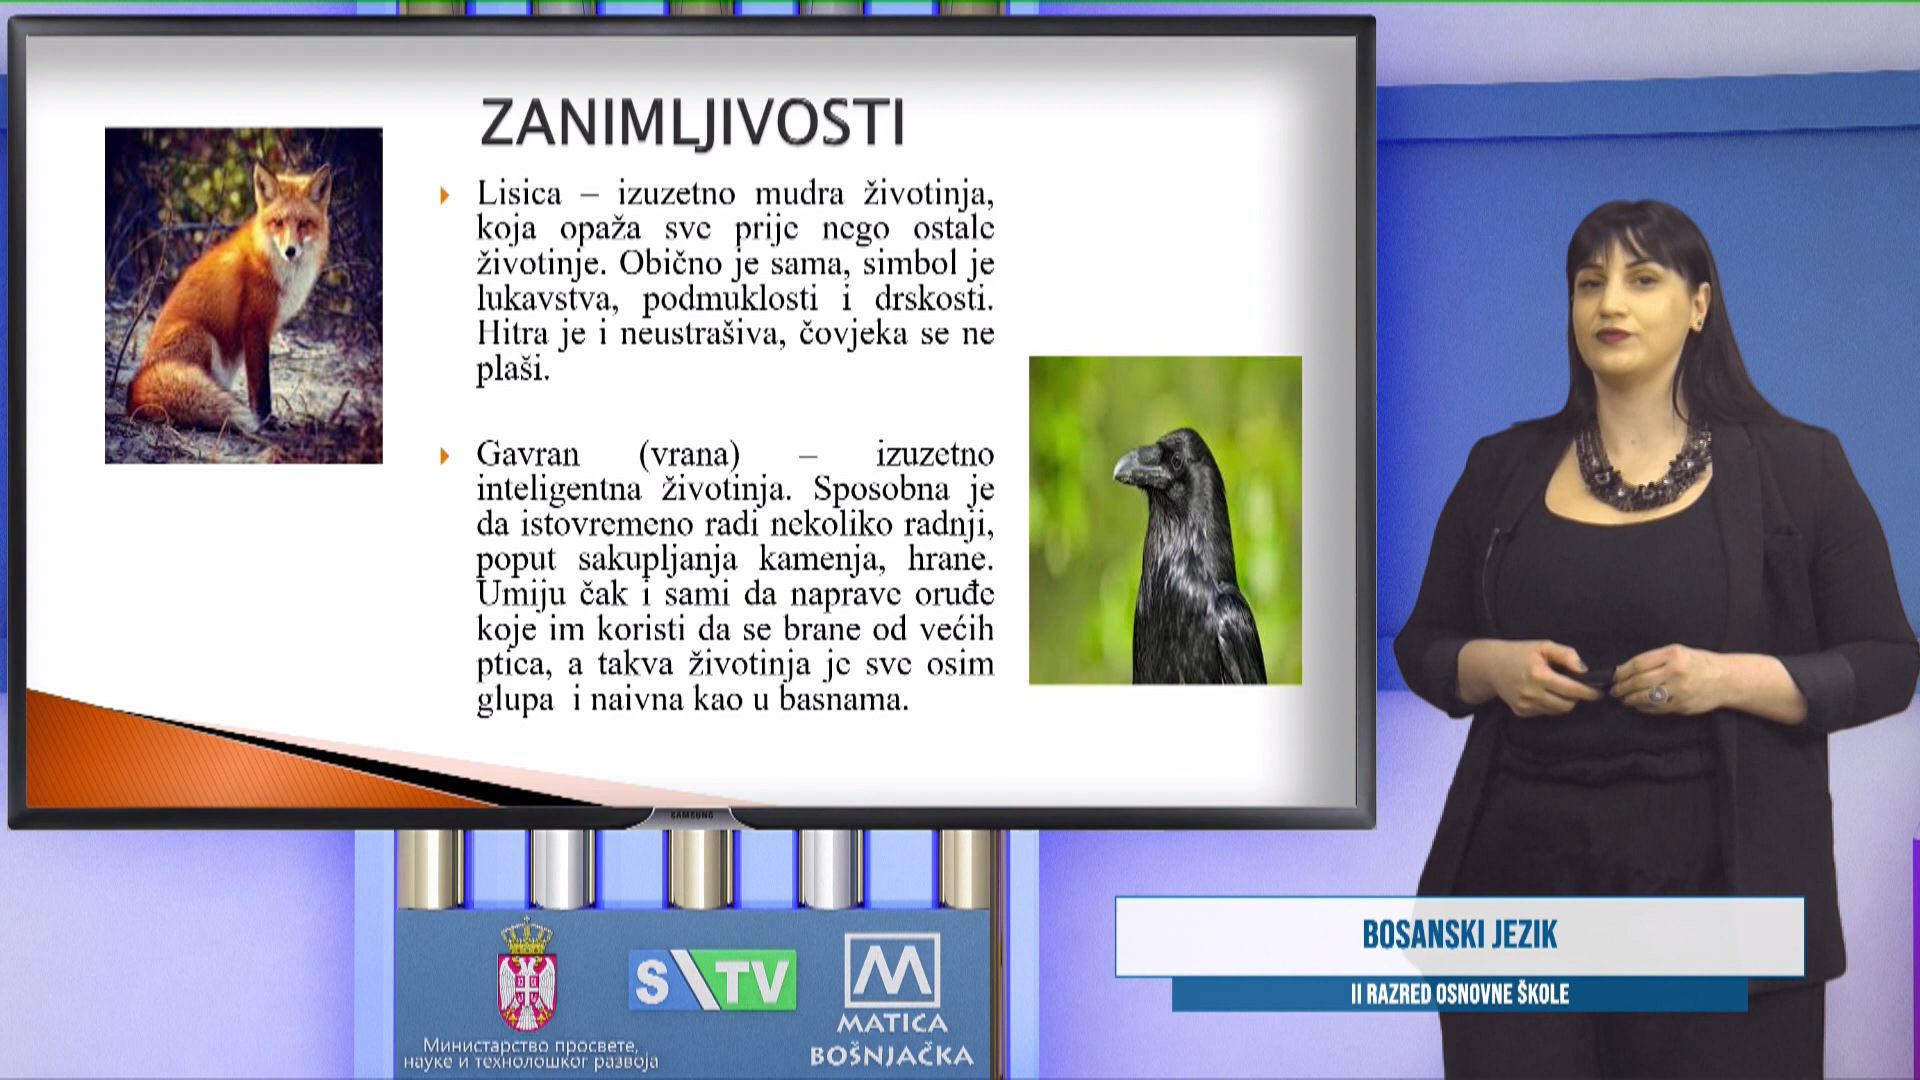 ZANIMLJIVOSTI
Lisica – izuzetno mudra životinja,
koja opaža sve prije nego ostale
životinje. Obično je sama, simbol je
lukavstva, podmuklosti i drskosti.
Hitra je i neustrašiva, čovjeka se ne
plaši.
Gavran (vrana) – izuzetno
inteligentna životinja. Sposobna je
da istovremeno radi nekoliko radnji,
poput sakupljanja kamenja, hrane.
Umiju čak i sami da naprave oruđe
koje im koristi da se brane od većih
ptica, a takva životinja je sve osim
glupa i naivna kao u basnama.
SAMSUNG
Министарство просвете,
науке и технолошког развоја
S TV
M
MATICA
BOŠNJAČKA
BOSANSKI JEZIK
II RAZRED OSNOVNE ŠKOLE